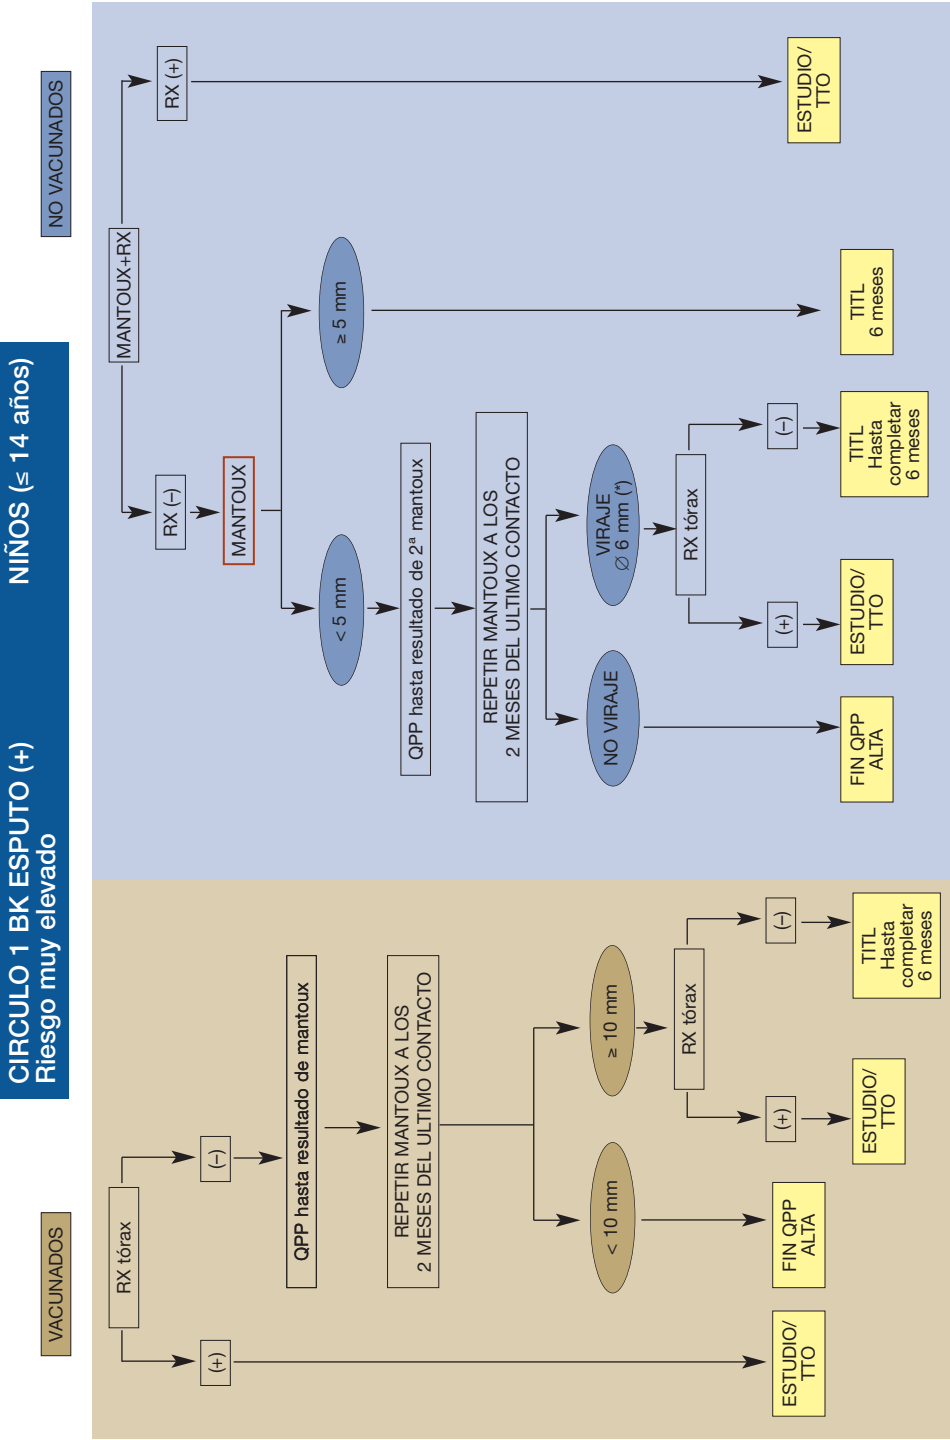 CIRCULO 1 BK ESPUTO (+)
Riesgo muy elevado
NIÑOS (≤ 14 años)
VACUNADOS
RX tórax
(+)
(–)
QPP hasta resultado de mantoux
REPETIR MANTOUX A LOS
2 MESES DEL ULTIMO CONTACTO
< 10 mm
≥ 10 mm
RX tórax
(+)
(–)
ESTUDIO/
TTO
FIN QPP
ALTA
ESTUDIO/
TTO
TITL
Hasta
completar
6 meses
NO VACUNADOS
MANTOUX+RX
RX (–)
RX (+)
MANTOUX
< 5 mm
≥ 5 mm
QPP hasta resultado de 2ª mantoux
REPETIR MANTOUX A LOS
2 MESES DEL ULTIMO CONTACTO
NO VIRAJE
VIRAJE
∅ 6 mm (*)
RX tórax
(+)
(–)
FIN QPP
ALTA
ESTUDIO/
TTO
TITL
Hasta
completar
6 meses
TITL
6 meses
ESTUDIO/
TTO